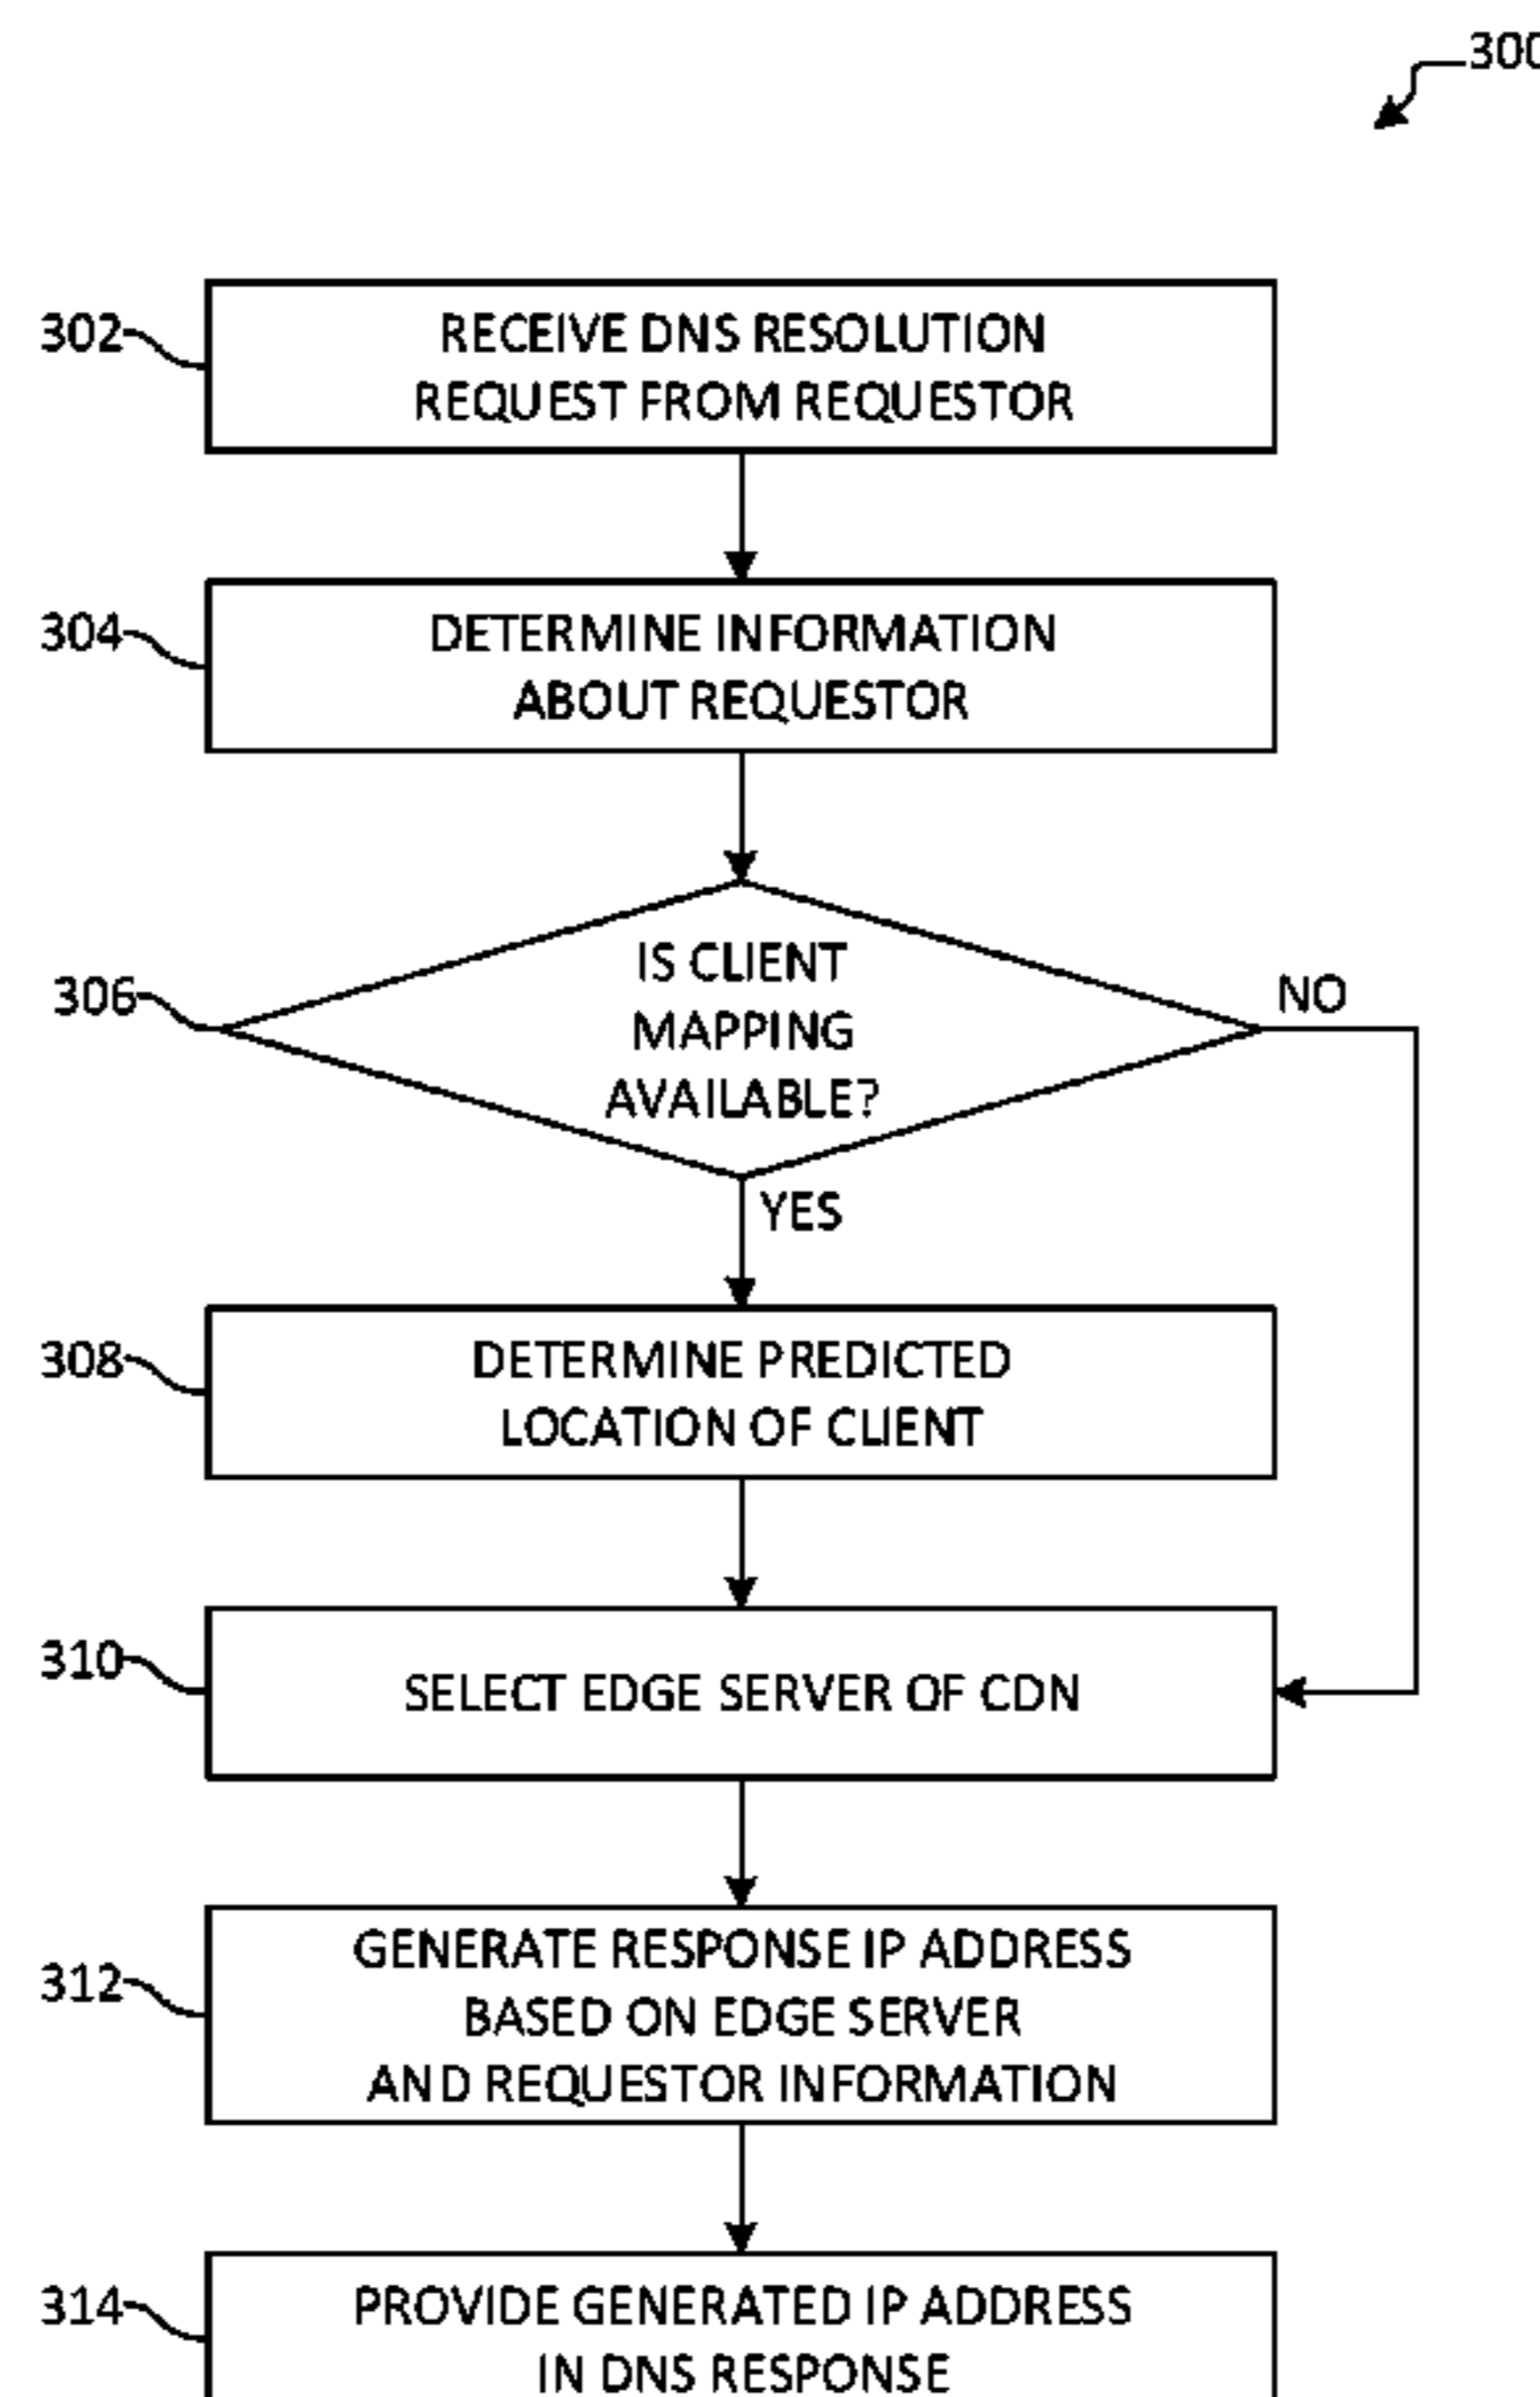 300
302
RECEIVE DNS RESOLUTION
REQUEST FROM REQUESTOR
304
DETERMINE INFORMATION
ABOUT REQUESTOR
306
IS CLIENT
MAPPING
AVAILABLE?
NO
YES
308
DETERMINE PREDICTED
LOCATION OF CLIENT
310
SELECT EDGE SERVER OF CDN
312
GENERATE RESPONSE IP ADDRESS
BASED ON EDGE SERVER
AND REQUESTOR INFORMATION
314
PROVIDE GENERATED IP ADDRESS
IN DNS RESPONSE